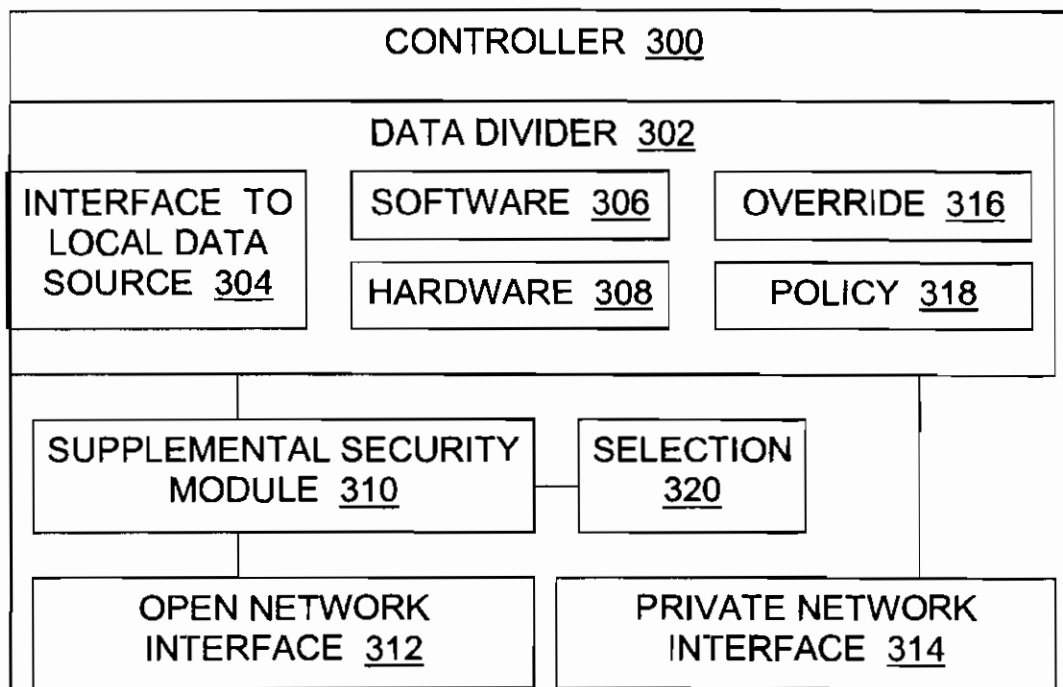 CONTROLLER 300
DATA DIVIDER 302
INTERFACE TO
LOCAL DATA
SOURCE 304
SOFTWARE 306
HARDWARE 308
OVERRIDE 316
POLICY 318
SUPPLEMENTAL SECURITY
MODULE 310
SELECTION
320
OPEN NETWORK
INTERFACE 312
PRIVATE NETWORK
INTERFACE 314